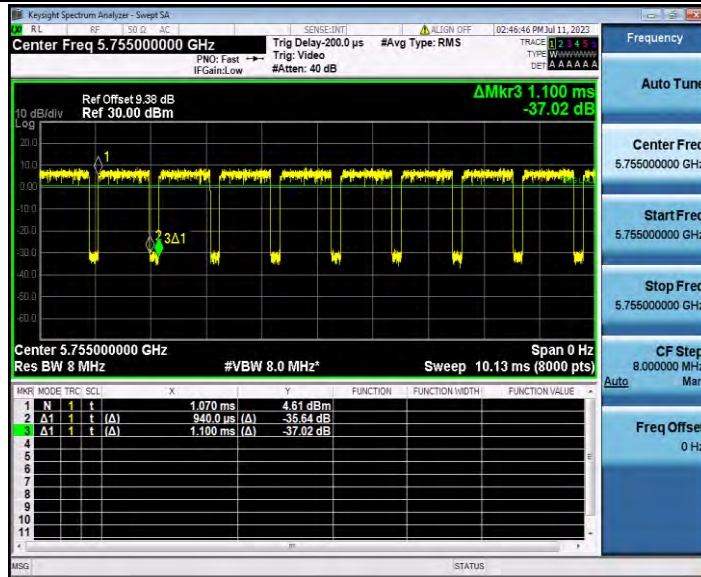 Keysight Spectrum Analyzer - Swept SA
RL RF 50 Ω AC SENSE:INT ALIGN OFF 02:46:46 PM Jul 11, 2023
Center Freq 5.755000000 GHz
PNO: Fast
IFGain:Low
Trig Delay-200.0 µs
Trig: Video
#Atten: 40 dB
#Avg Type: RMS
TRACE 1 2 3 4 5 6
TYPE W
DET A A A A A A
Frequency
Ref Offset 9.38 dB
10 dB/div Ref 30.00 dBm
Log
ΔMkr3 1.100 ms
-37.02 dB
20.0
10.0
0.00
-10.0
-20.0
-30.0
-40.0
-50.0
-60.0
1
2
3Δ1
Center 5.755000000 GHz Span 0 Hz
Res BW 8 MHz #VBW 8.0 MHz* Sweep 10.13 ms (8000 pts)
MKR MODE TRC SCL X Y FUNCTION FUNCTION WIDTH FUNCTION VALUE
1 N 1 t 1.070 ms 4.61 dBm
2 Δ1 1 t (Δ) 940.0 µs (Δ) -35.64 dB
3 Δ1 1 t (Δ) 1.100 ms (Δ) -37.02 dB
4
5
6
7
8
9
10
11
Auto Tune
Center Freq
5.755000000 GHz
Start Freq
5.755000000 GHz
Stop Freq
5.755000000 GHz
CF Step
8.000000 MHz
Auto Man
Freq Offset
0 Hz
MSG STATUS